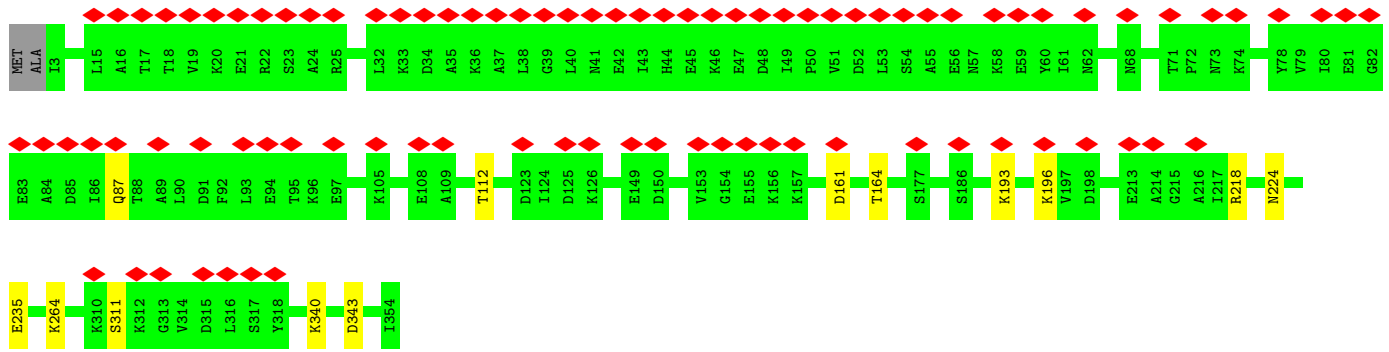 MET ALA I3 L15 A16 T17 T18 V19 K20 E21 R22 S23 A24 R25 L32 K33 D34 A35 K36 A37 L38 G39 L40 N41 E42 I43 H44 E45 K46 E47 D48 I49 P50 V51 D52 L53 S54 A55 E56 N57 K58 E59 Y60 I61 N62 N68 T71 P72 N73 K74 Y78 V79 I80 E81 G82
E83 A84 D85 I86 Q87 T88 A89 L90 D91 F92 L93 E94 T95 K96 E97 K105 E108 A109 T112 D123 I124 D125 K126 E149 D150 V153 G154 E155 K156 K157 D161 T164 S177 S186 K193 K196 V197 D198 E213 A214 G215 A216 I217 R218 N224
E235 K264 K310 S311 K312 G313 V314 D315 L316 S317 Y318 K340 D343 I354